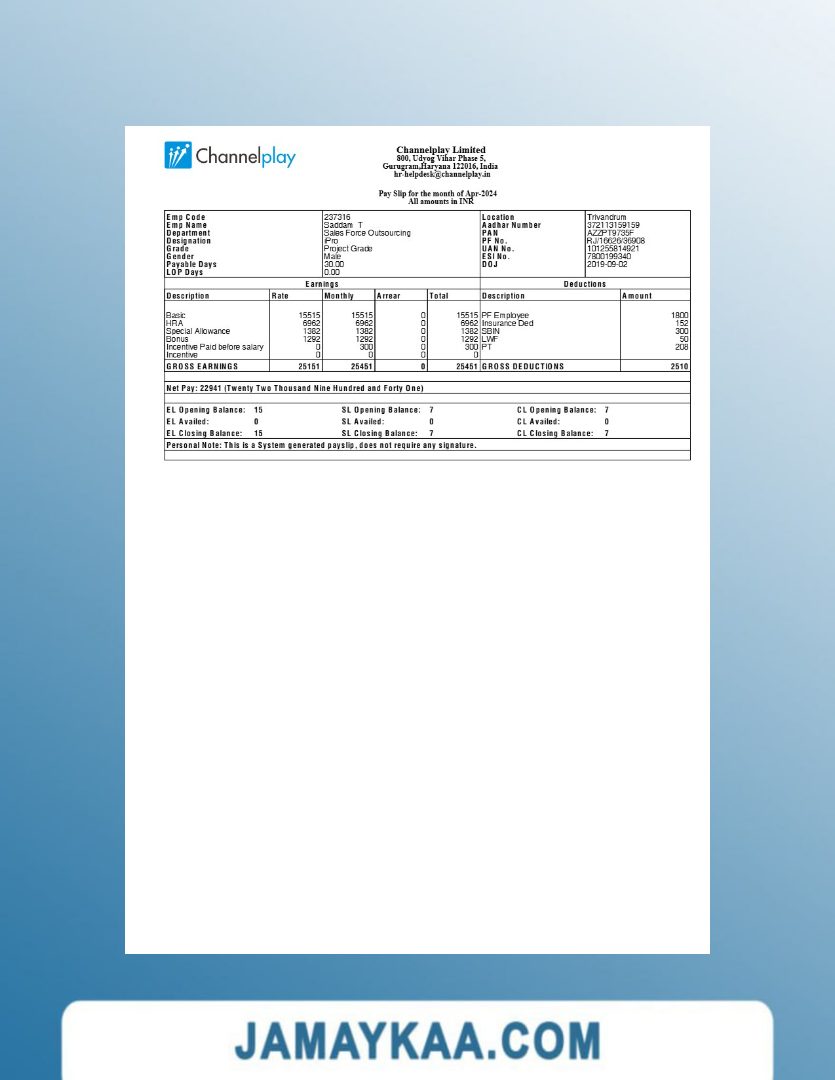 Channelplay
Channelplay Limited
800, Udyog Vihar Phase 5,
Gurugram,Haryana 122016, India
hr-helpdesk@channelplay.in
Pay Slip for the month of Apr-2024
All amounts in INR
Emp Code 237316 Location Trivandrum
Emp Name Saddam T Aadhar Number 372113159159
Department Sales Force Outsourcing PAN AZZPT9735F
Designation iPro PF No. RJ/16626/36908
Grade Project Grade UAN No. 101255814921
Gender Male ESI No. 7800199340
Payable Days 30.00 DOJ 2019-09-02
LOP Days 0.00
Earnings Deductions
Description Rate Monthly Arrear Total Description Amount
Basic 15515 15515 0 15515 PF Employee 1800
HRA 6962 6962 0 6962 Insurance Ded 152
Special Allowance 1382 1382 0 1382 SBIN 300
Bonus 1292 1292 0 1292 LWF 50
Incentive Paid before salary 0 300 0 300 PT 208
Incentive 0 0 0 0
GROSS EARNINGS 25151 25451 0 25451 GROSS DEDUCTIONS 2510
Net Pay: 22941 (Twenty Two Thousand Nine Hundred and Forty One)
EL Opening Balance: 15 SL Opening Balance: 7 CL Opening Balance: 7
EL Availed: 0 SL Availed: 0 CL Availed: 0
EL Closing Balance: 15 SL Closing Balance: 7 CL Closing Balance: 7
Personal Note: This is a System generated payslip, does not require any signature.
JAMAYKAA.COM